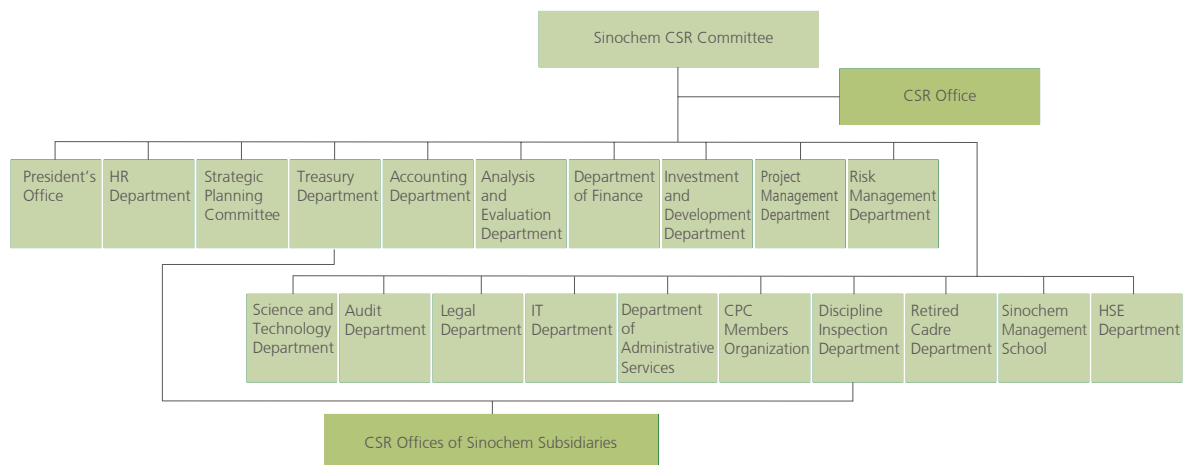 Sinochem CSR Committee
CSR Office
President's
Office
HR
Department
Strategic
Planning
Committee
Treasury
Department
Accounting
Department
Analysis
and
Evaluation
Department
Department
of Finance
Investment
and
Development
Department
Project
Management
Department
Risk
Management
Department
Science and
Technology
Department
Audit
Department
Legal
Department
IT
Department
Department
of
Administrative
Services
CPC
Members
Organization
Discipline
Inspection
Department
Retired
Cadre
Department
Sinochem
Management
School
HSE
Department
CSR Offices of Sinochem Subsidiaries